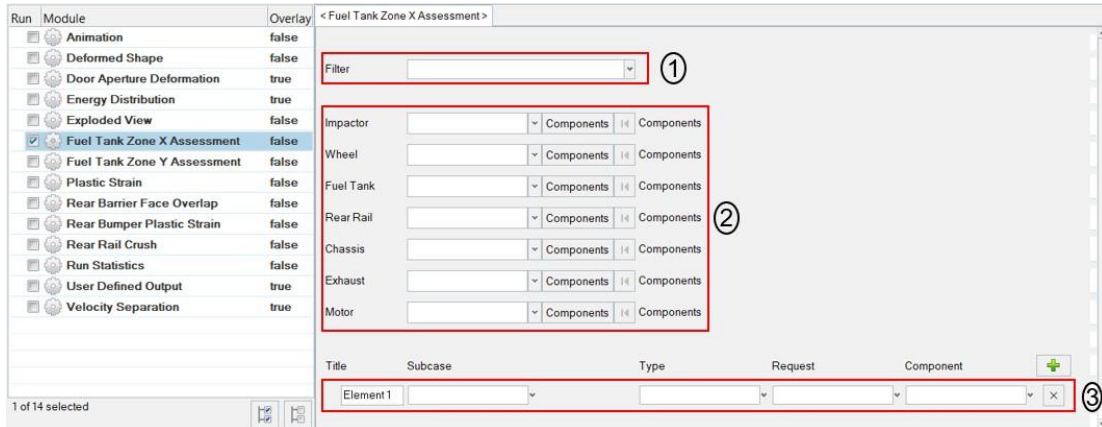 Run Module Overlay
Animation false
Deformed Shape false
Door Aperture Deformation true
Energy Distribution true
Exploded View false
Fuel Tank Zone X Assessment false
Fuel Tank Zone Y Assessment false
Plastic Strain false
Rear Barrier Face Overlap false
Rear Bumper Plastic Strain false
Rear Rail Crush false
Run Statistics false
User Defined Output true
Velocity Separation true
1 of 14 selected
<Fuel Tank Zone X Assessment>
Filter 1
Impactor Components Components
Wheel Components Components
Fuel Tank Components Components
Rear Rail Components Components
2
Chassis Components Components
Exhaust Components Components
Motor Components Components
Title Subcase Type Request Component
Element 1 3